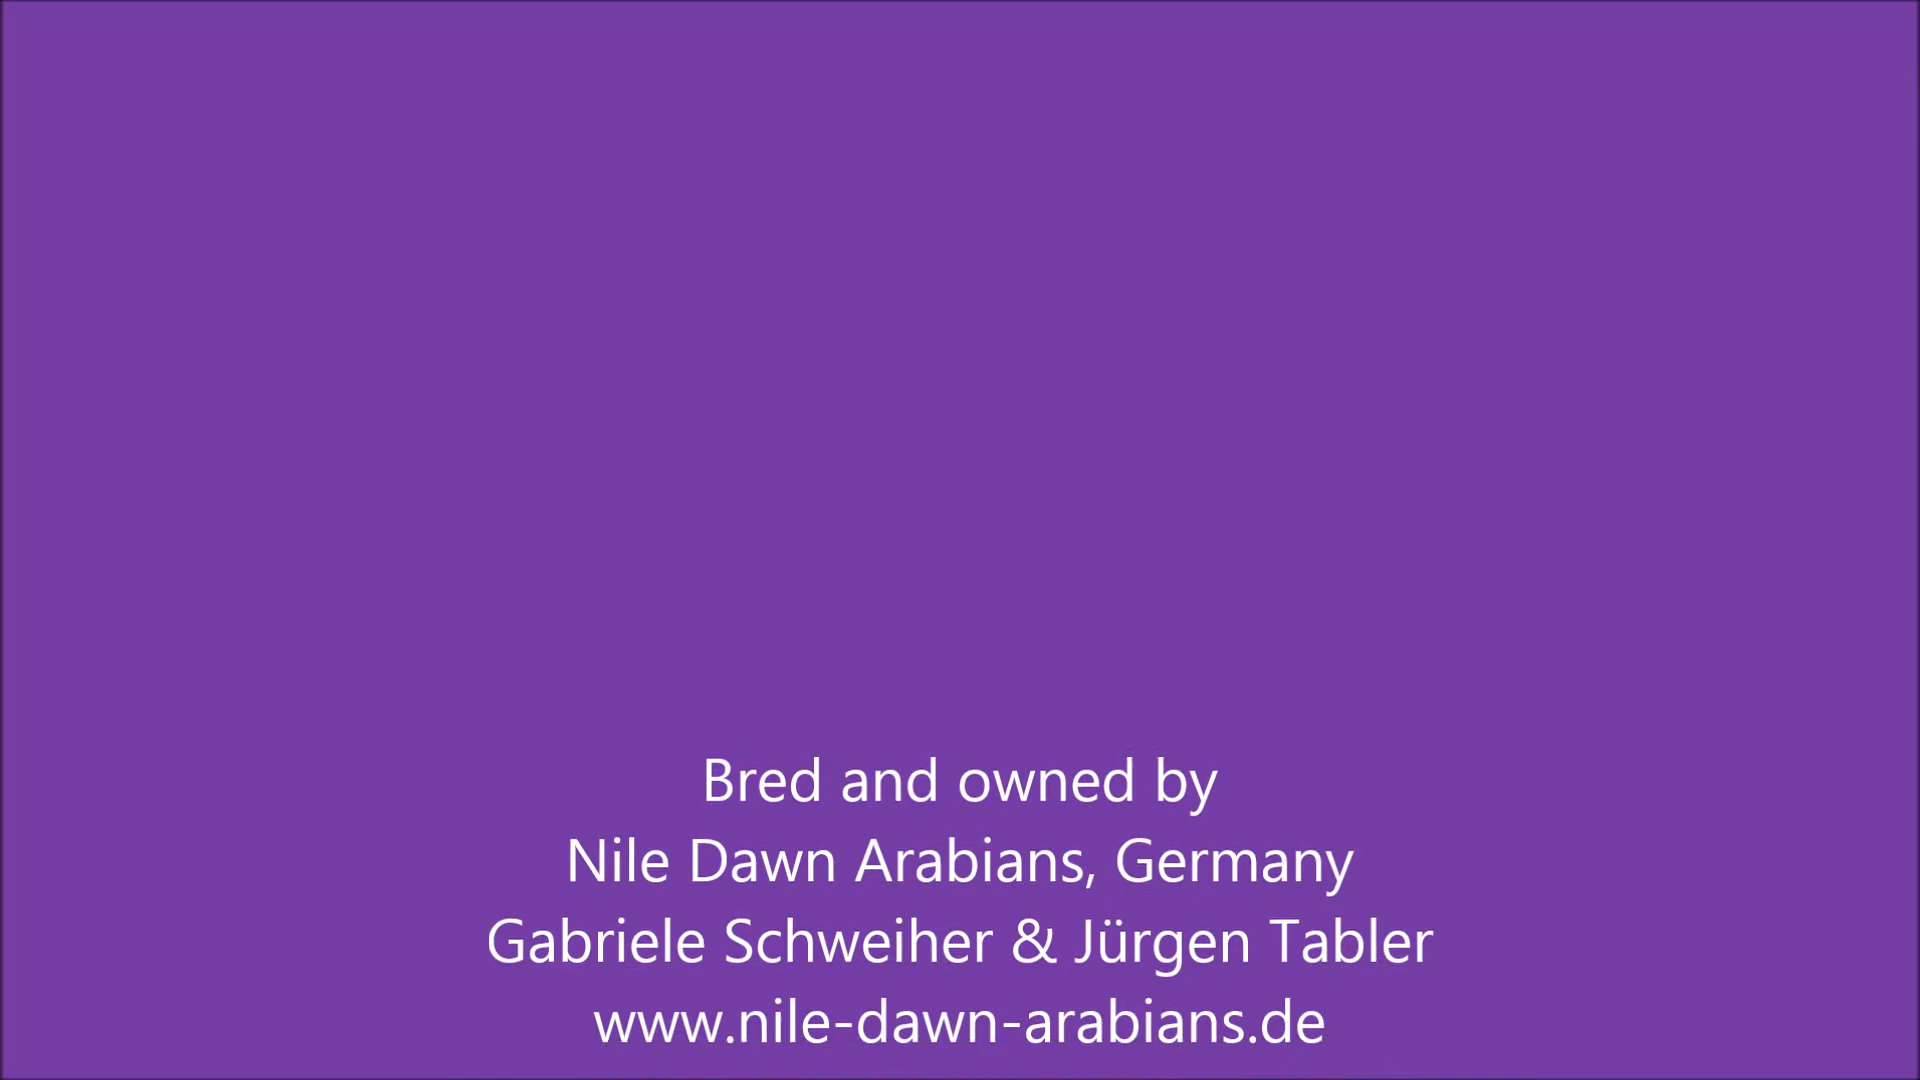 Bred and owned by
Nile Dawn Arabians, Germany
Gabriele Schweiher & Jürgen Tabler
www.nile-dawn-arabians.de